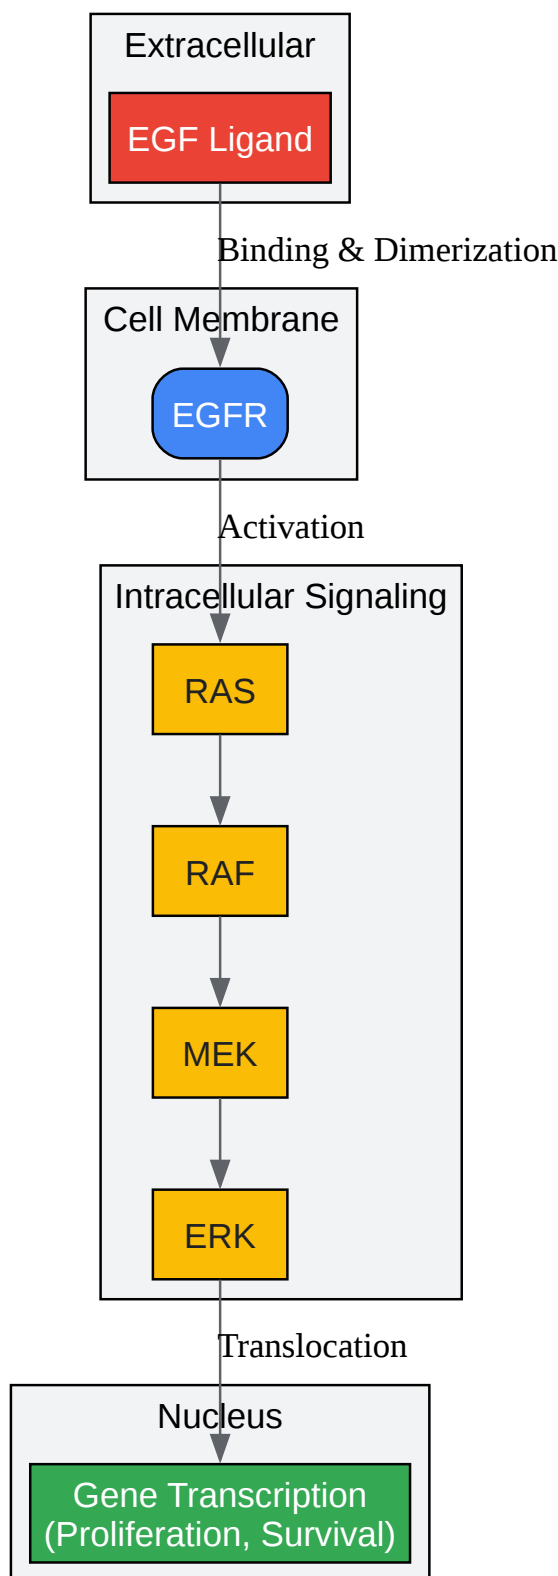 Extracellular
EGF Ligand
Binding & Dimerization
Cell Membrane
EGFR
Activation
Intracellular Signaling
RAS
RAF
MEK
ERK
Translocation
Nucleus
Gene Transcription
(Proliferation, Survival)